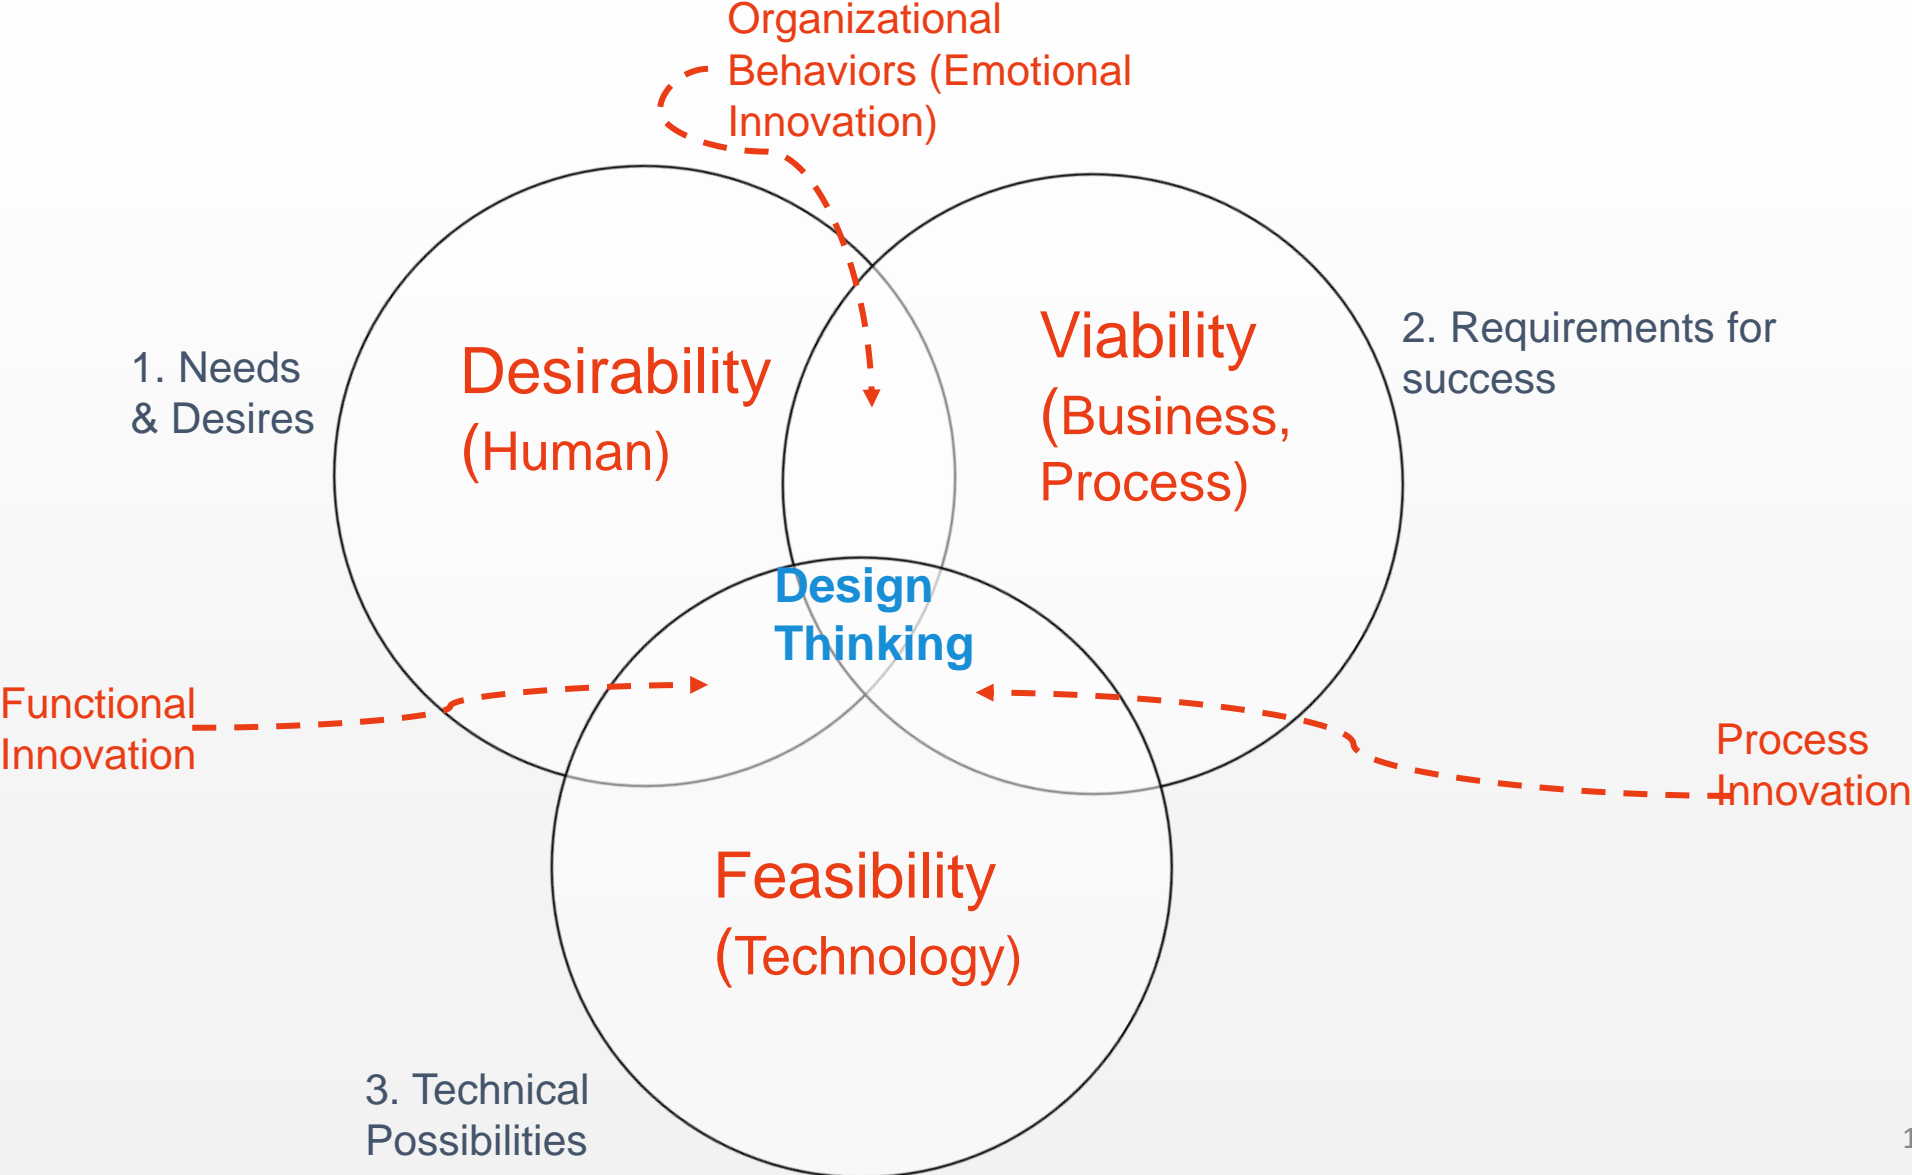 Organizational
Behaviors (Emotional
Innovation)
1. Needs
& Desires
Desirability
(Human)
Viability
(Business,
Process)
2. Requirements for
success
Design
Thinking
Functional
Innovation
Process
Innovation
Feasibility
(Technology)
3. Technical
Possibilities
1